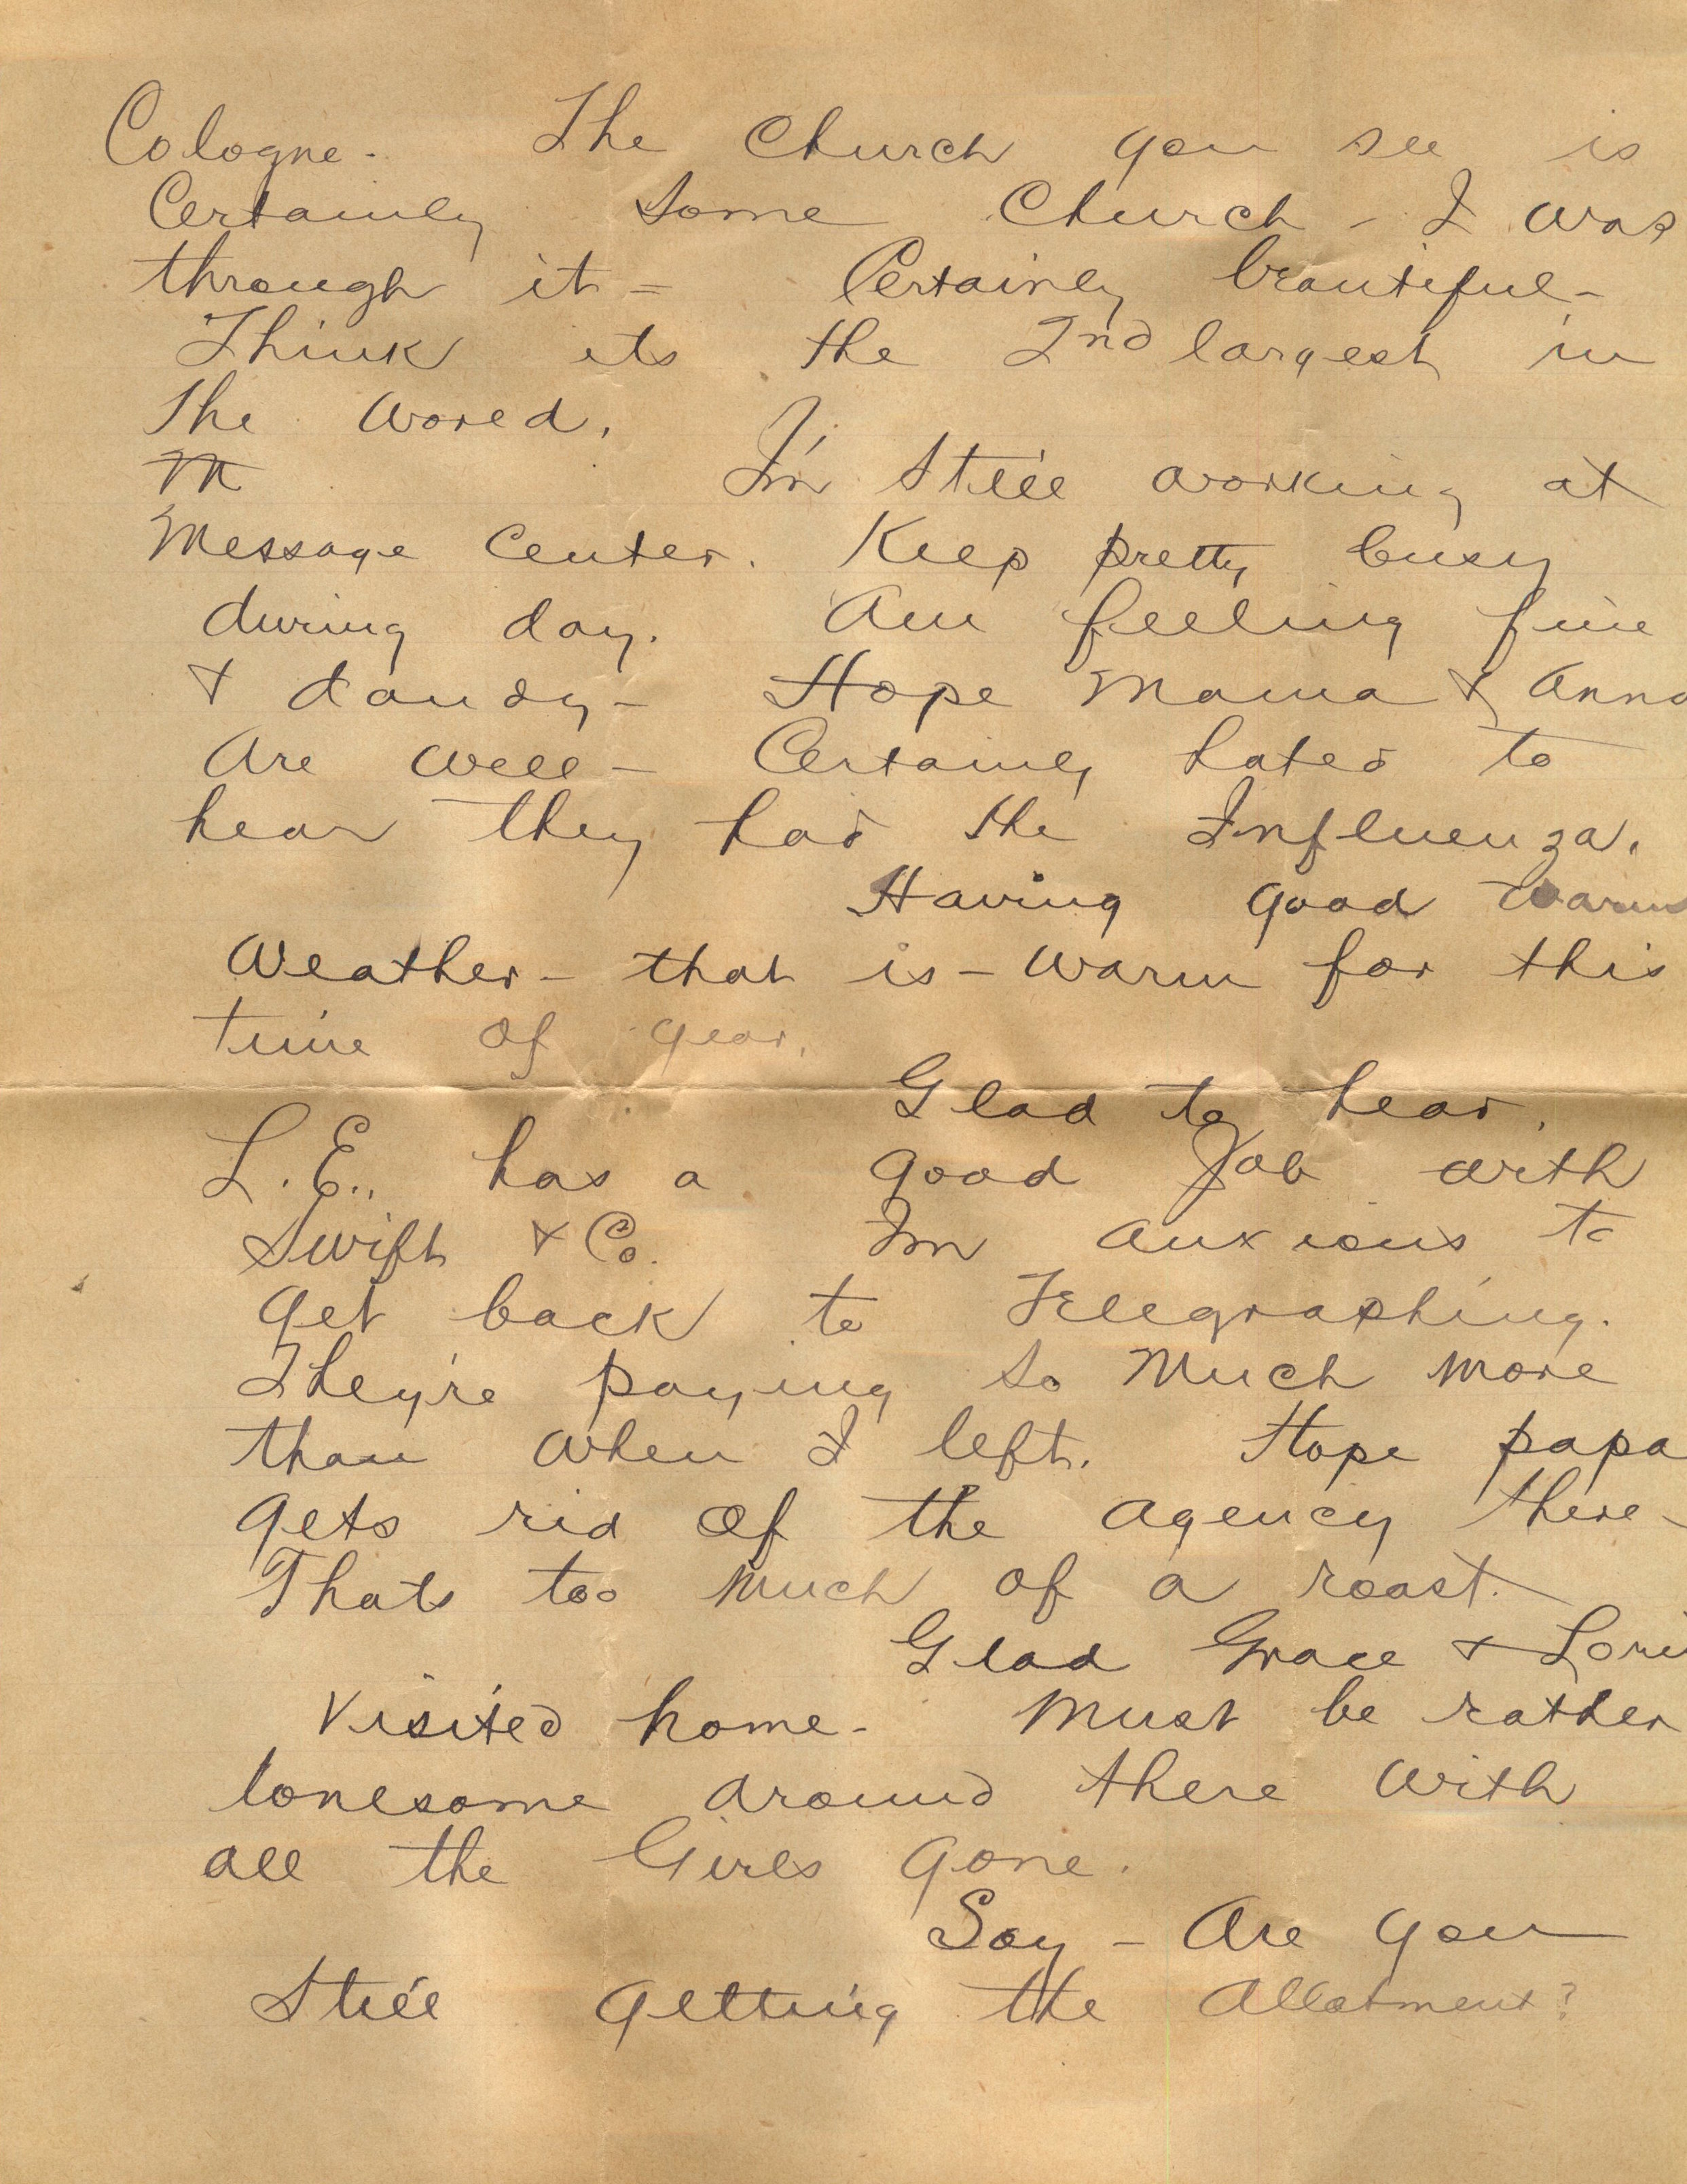 Cologne. The Church you see is
Certainly some Church - I was
through it - Certainly beautiful -
Think its the 2nd largest in
the world.
M I'm still working at
Message Center. Keep pretty busy
during day. Am feeling fine
& dandy - Hope Mama & Anna
Are well - Certainly hated to
hear they had the Influenza.
Having good warm
Weather - that is - warm for this
time of year.
Glad to hear
L.E., has a good Job with
Swift & Co. Im anxious to
get back to Telegraphing.
They're paying so much more
than when I left. Hope papa
gets rid of the agency there -
Thats too much of a roast.
Glad Grace &
visited home - Must be rather
lonesome around there with
all the Girls gone.
Say - Are you
still getting the Allotment?